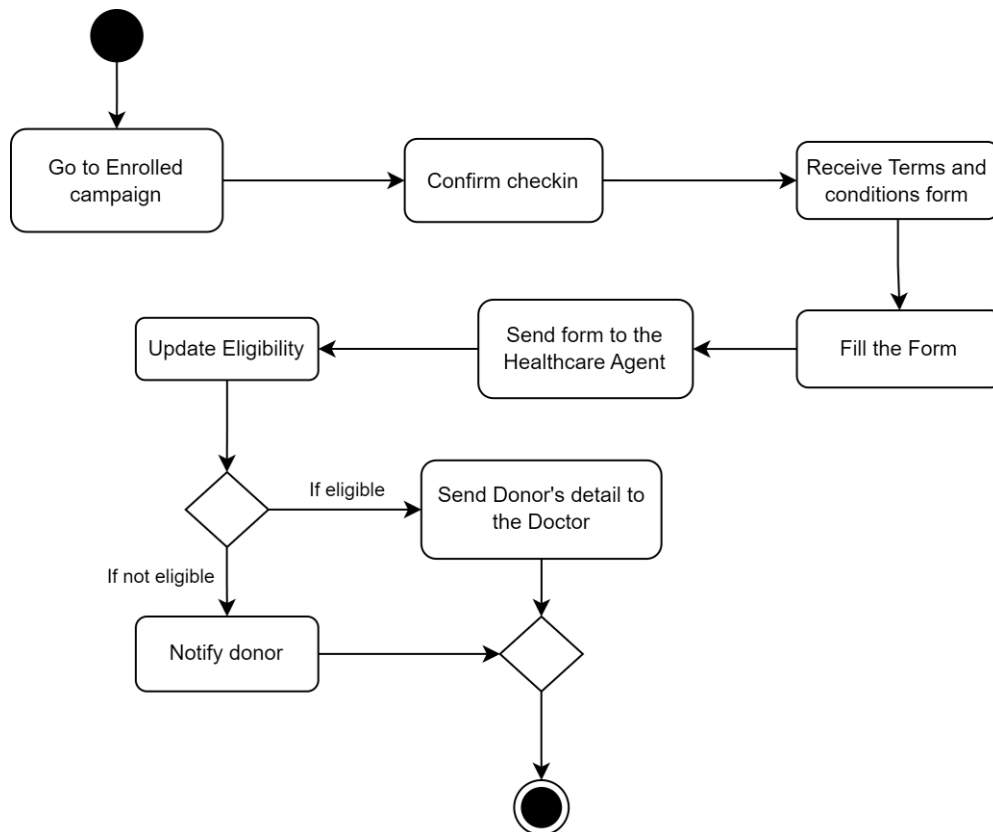 Go to Enrolled
campaign
Confirm checkin
Receive Terms and
conditions form
Fill the Form
Send form to the
Healthcare Agent
Update Eligibility
If eligible
Send Donor's detail to
the Doctor
If not eligible
Notify donor